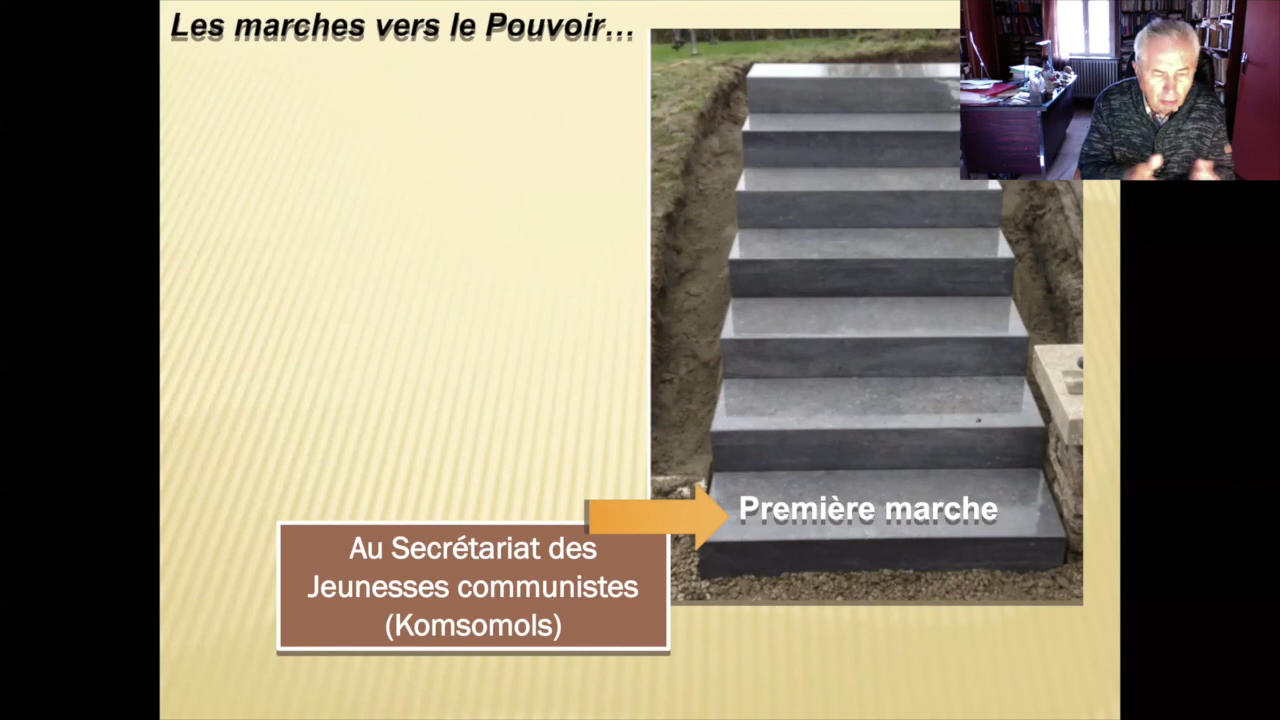 Les marches vers le Pouvoir...
Première marche
Au Secrétariat des
Jeunesses communistes
(Komsomols)